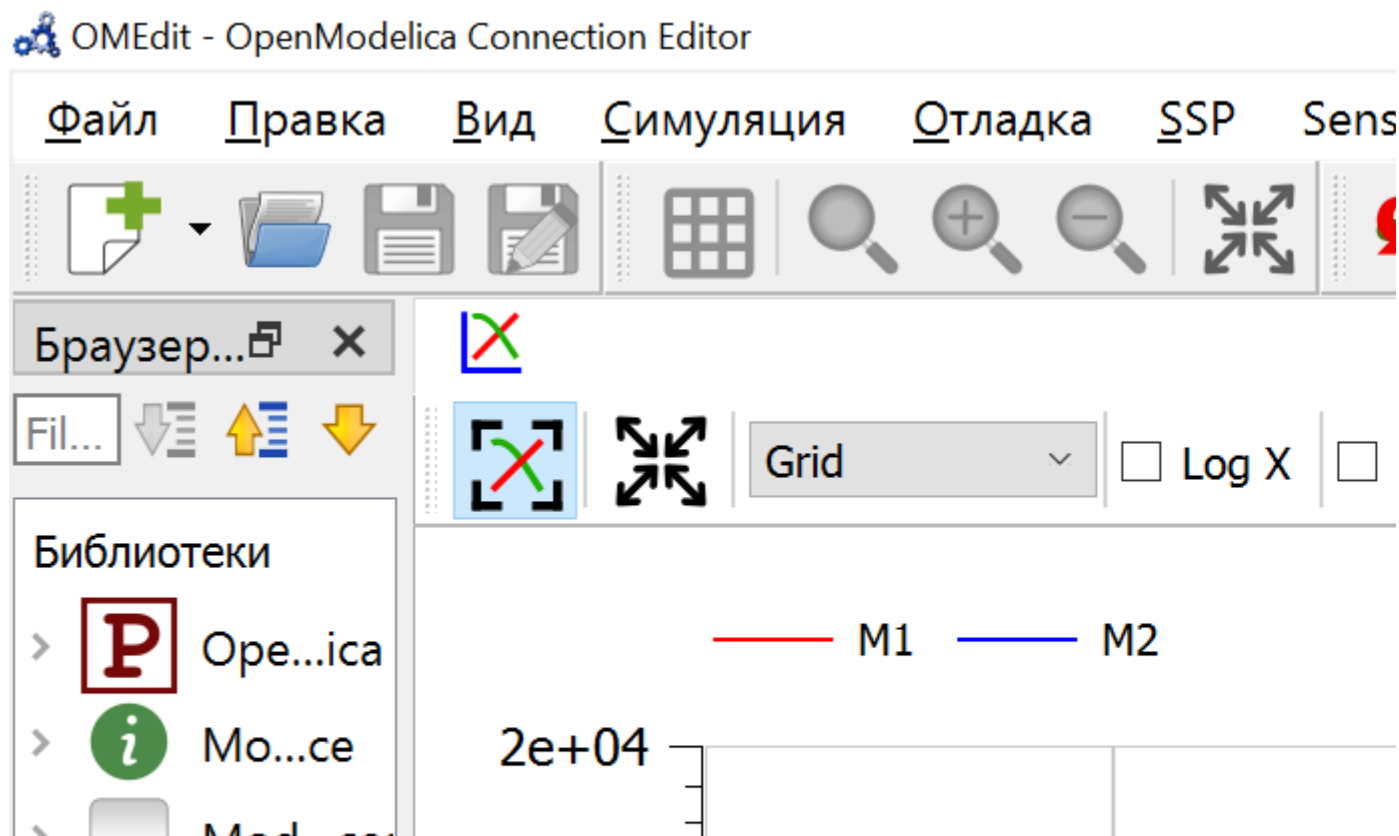 OMEdit - OpenModelica Connection Editor
Файл Правка Вид Симуляция Отладка SSP Sens
Браузер...
Fil...
Grid Log X
Библиотеки
P Ope...ica
i Mo...ce
M1 M2
2e+04